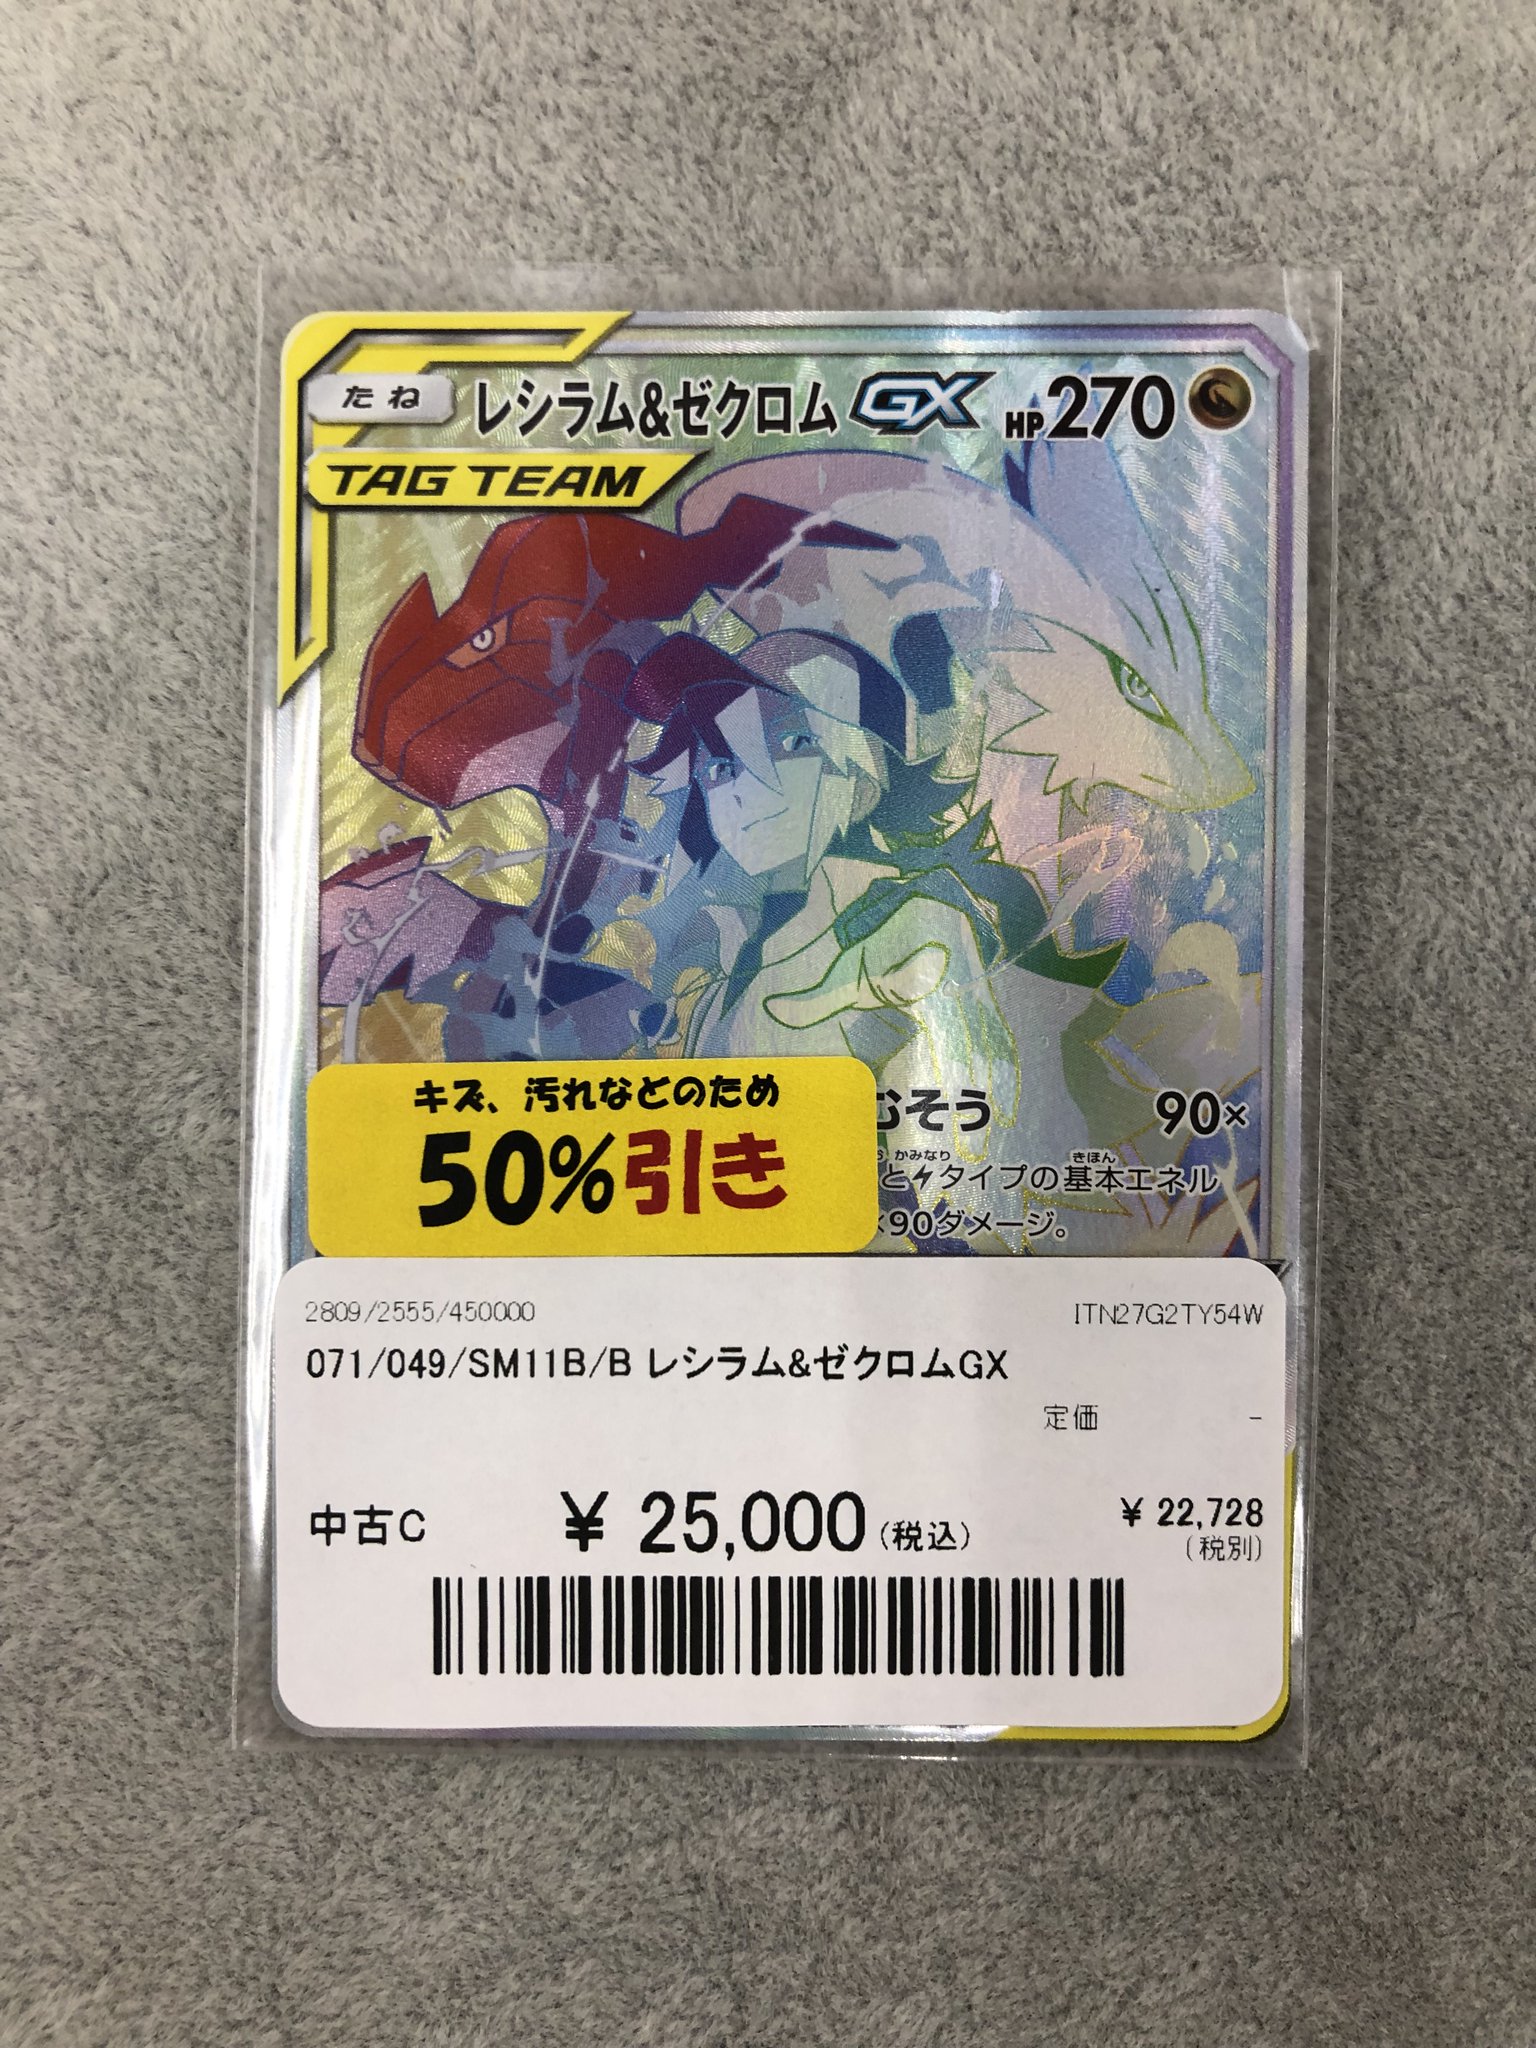 たね
レシラム&ゼクロムGX HP270
TAG TEAM
キズ、汚れなどのため
50%引き
むそう 90×
かみなり きほん
とタイプの基本エネル
×90ダメージ。
2809/2555/450000 ITN27G2TY54W
071/049/SM11B/B レシラム&ゼクロムGX
定価 -
中古C ¥ 25,000(税込) ¥ 22,728
(税別)